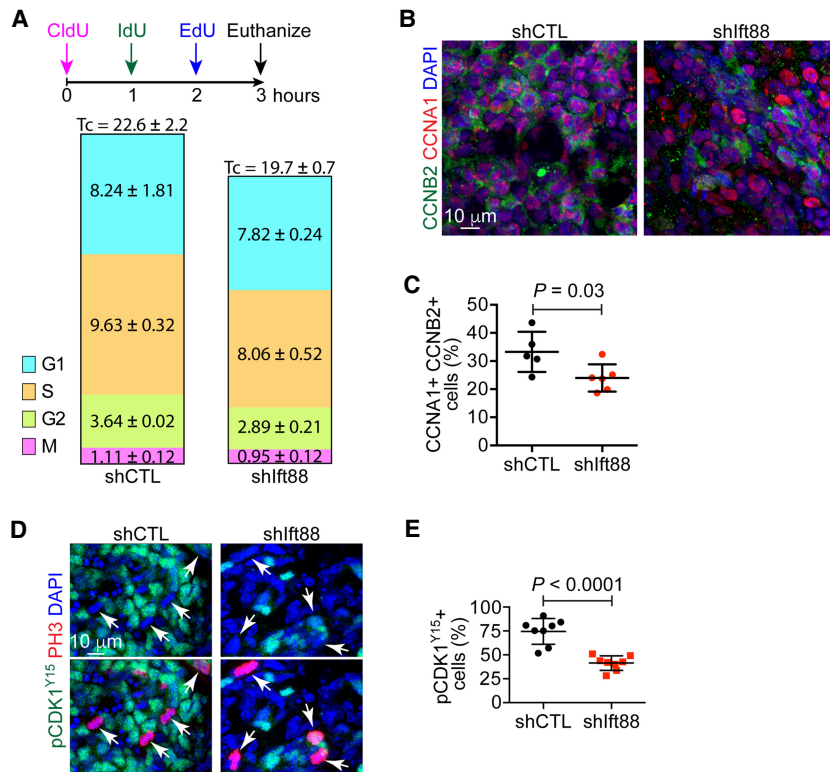 A
CldU IdU EdU Euthanize
0 1 2 3 hours
Tc = 22.6 ± 2.2
Tc = 19.7 ± 0.7
8.24 ± 1.81
7.82 ± 0.24
9.63 ± 0.32
8.06 ± 0.52
3.64 ± 0.02
2.89 ± 0.21
1.11 ± 0.12
0.95 ± 0.12
G1
S
G2
M
shCTL shIft88
B
shCTL shIft88
CCNB2 CCNA1 DAPI
10 μm
C
P = 0.03
CCNA1+ CCNB2+
cells (%)
50
40
30
20
10
0
shCTL shIft88
D
shCTL shIft88
pCDK1Y15 PH3 DAPI
10 μm
E
P < 0.0001
pCDK1Y15+
cells (%)
100
75
50
25
0
shCTL shIft88